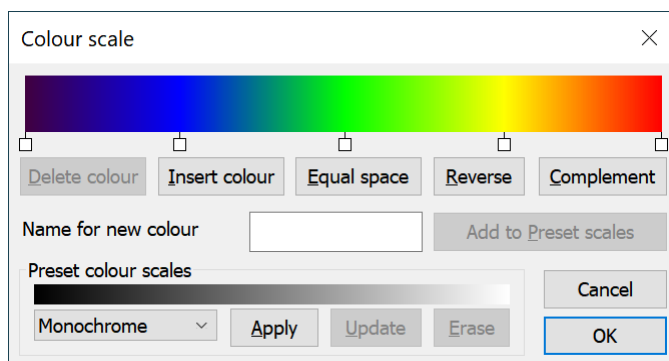 Colour scale
Delete colour Insert colour Equal space Reverse Complement
Name for new colour Add to Preset scales
Preset colour scales
Cancel
Monochrome Apply Update Erase OK